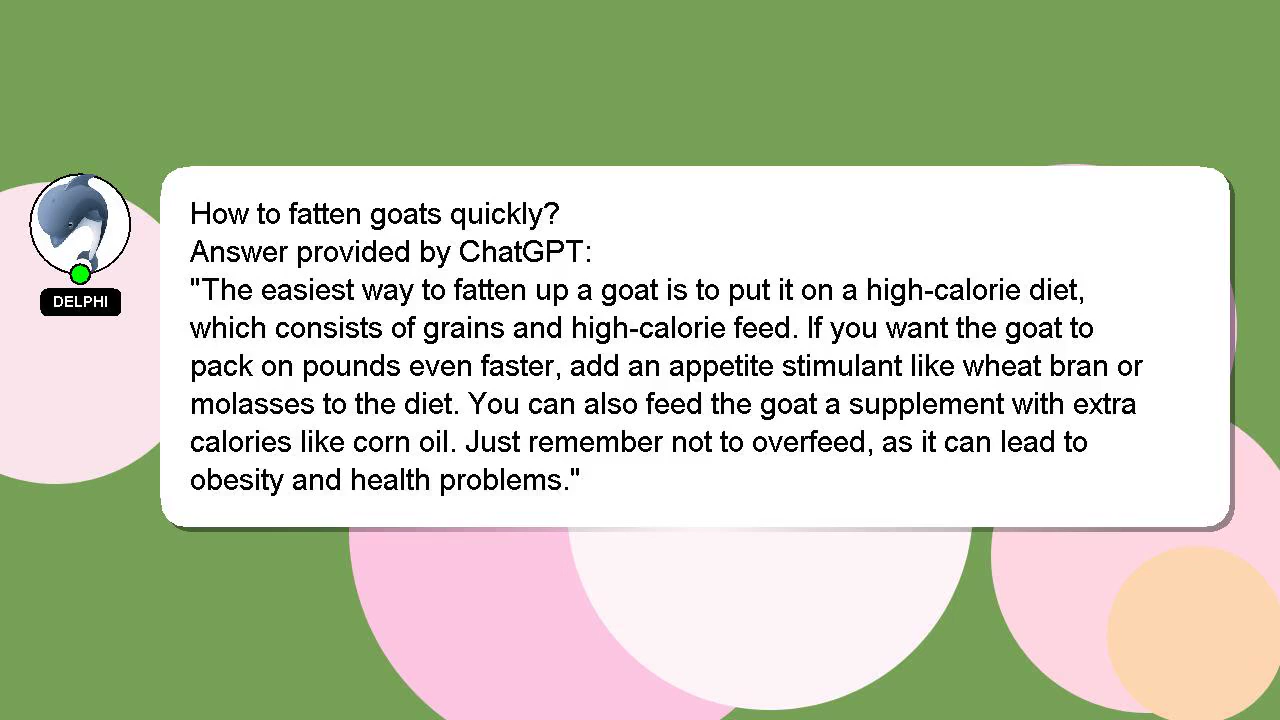 How to fatten goats quickly?
Answer provided by ChatGPT:
"The easiest way to fatten up a goat is to put it on a high-calorie diet,
which consists of grains and high-calorie feed. If you want the goat to
pack on pounds even faster, add an appetite stimulant like wheat bran or
molasses to the diet. You can also feed the goat a supplement with extra
calories like corn oil. Just remember not to overfeed, as it can lead to
obesity and health problems."
DELPHI